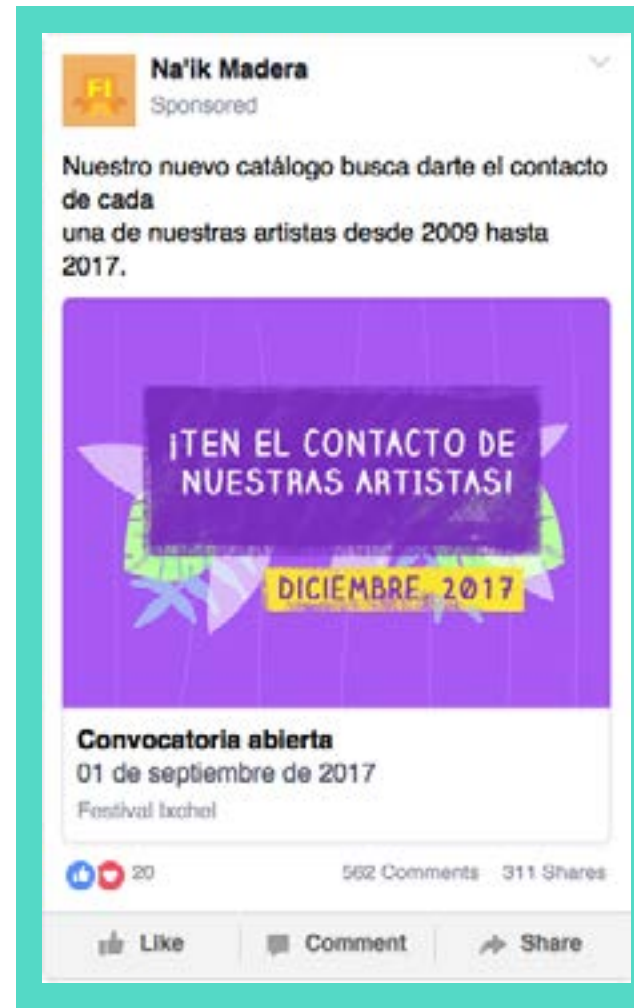 FI
Na'ik Madera
Sponsored
Nuestro nuevo catálogo busca darte el contacto
de cada
una de nuestras artistas desde 2009 hasta
2017.
¡TEN EL CONTACTO DE
NUESTRAS ARTISTAS!
DICIEMBRE, 2017
Convocatoria abierta
01 de septiembre de 2017
Festival Ixchel
20
562 Comments 311 Shares
Like Comment Share